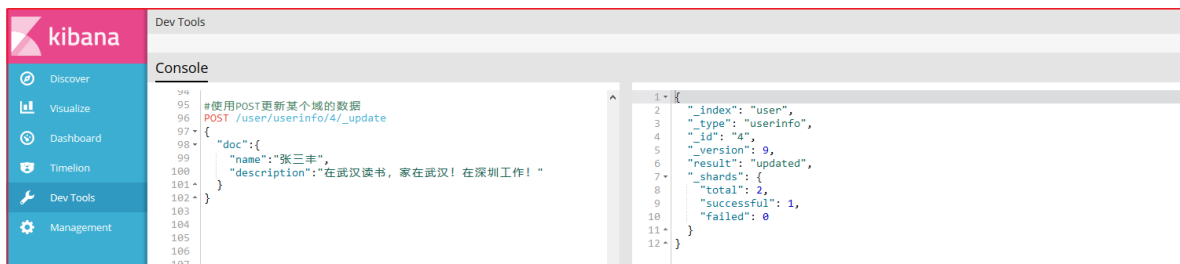 kibana
Discover
Visualize
Dashboard
Timelion
Dev Tools
Management
Dev Tools
Console
94
95 #使用POST更新某个域的数据
96 POST /user/userinfo/4/_update
97 {
98 "doc":{
99 "name":"张三丰",
100 "description":"在武汉读书，家在武汉！在深圳工作！"
101 }
102 }
103
104
105
106
107
1 {
2 "_index": "user",
3 "_type": "userinfo",
4 "_id": "4",
5 "_version": 9,
6 "result": "updated",
7 "_shards": {
8 "total": 2,
9 "successful": 1,
10 "failed": 0
11 }
12 }